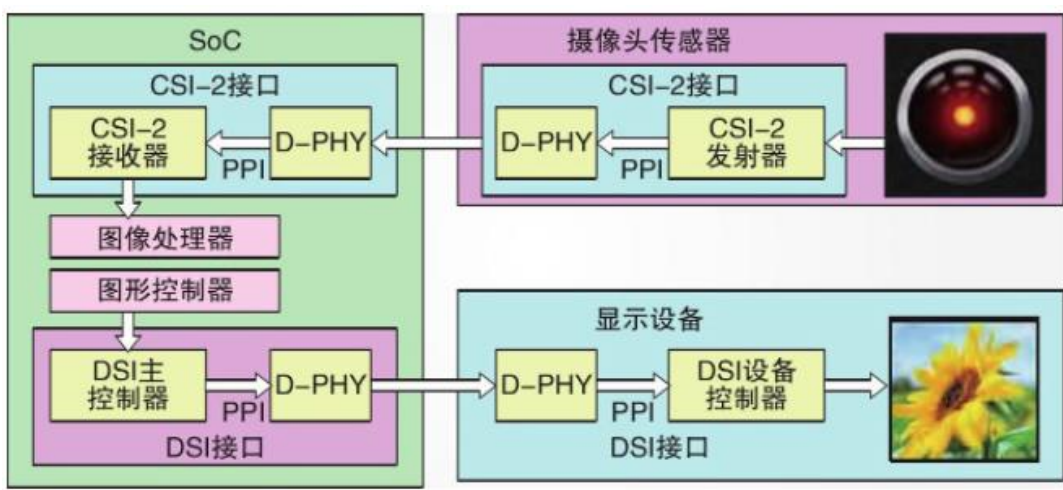 SoC
CSI-2接口
CSI-2
接收器
PPI
D-PHY
图像处理器
图形控制器
DSI主
控制器
PPI
D-PHY
DSI接口
摄像头传感器
CSI-2接口
D-PHY
PPI
CSI-2
发射器
显示设备
D-PHY
PPI
DSI设备
控制器
DSI接口